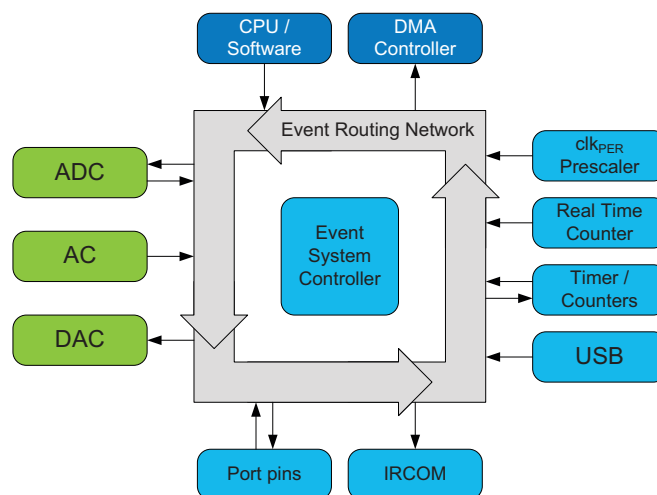 CPU /
Software
DMA
Controller
Event Routing Network
ADC
AC
DAC
Event
System
Controller
clkPER
Prescaler
Real Time
Counter
Timer /
Counters
USB
Port pins
IRCOM